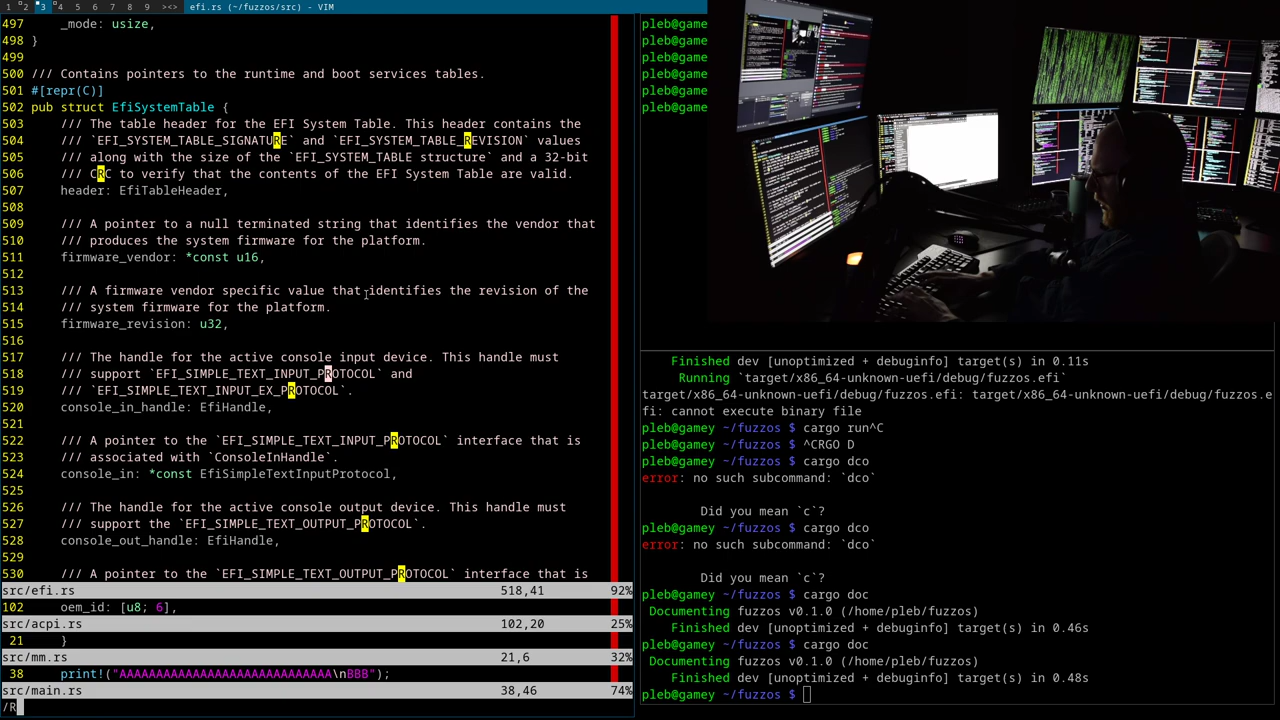 1 2 3 4 5 6 7 8 9 ><> efi.rs (~/fuzzos/src) - VIM
497     _mode: usize,
498 }
499
500 /// Contains pointers to the runtime and boot services tables.
501 #[repr(C)]
502 pub struct EfiSystemTable {
503     /// The table header for the EFI System Table. This header contains the
504     /// `EFI_SYSTEM_TABLE_SIGNATURE` and `EFI_SYSTEM_TABLE_REVISION` values
505     /// along with the size of the `EFI_SYSTEM_TABLE structure` and a 32-bit
506     /// CRC to verify that the contents of the EFI System Table are valid.
507     header: EfiTableHeader,
508
509     /// A pointer to a null terminated string that identifies the vendor that
510     /// produces the system firmware for the platform.
511     firmware_vendor: *const u16,
512
513     /// A firmware vendor specific value that identifies the revision of the
514     /// system firmware for the platform.
515     firmware_revision: u32,
516
517     /// The handle for the active console input device. This handle must
518     /// support `EFI_SIMPLE_TEXT_INPUT_PROTOCOL` and
519     /// `EFI_SIMPLE_TEXT_INPUT_EX_PROTOCOL`.
520     console_in_handle: EfiHandle,
521
522     /// A pointer to the `EFI_SIMPLE_TEXT_INPUT_PROTOCOL` interface that is
523     /// associated with `ConsoleInHandle`.
524     console_in: *const EfiSimpleTextInputProtocol,
525
526     /// The handle for the active console output device. This handle must
527     /// support the `EFI_SIMPLE_TEXT_OUTPUT_PROTOCOL`.
528     console_out_handle: EfiHandle,
529
530     /// A pointer to the `EFI_SIMPLE_TEXT_OUTPUT_PROTOCOL` interface that is
src/efi.rs 518,41 92%
102     oem_id: [u8; 6],
src/acpi.rs 102,20 25%
21     }
src/mm.rs 21,6 32%
38     print!("AAAAAAAAAAAAAAAAAAAAAAAAAAAAA\nBBB");
src/main.rs 38,46 74%
/R
pleb@game
pleb@game
pleb@game
pleb@game
pleb@game
pleb@game
    Finished dev [unoptimized + debuginfo] target(s) in 0.11s
     Running `target/x86_64-unknown-uefi/debug/fuzzos.efi`
target/x86_64-unknown-uefi/debug/fuzzos.efi: target/x86_64-unknown-uefi/debug/fuzzos.e
fi: cannot execute binary file
pleb@gamey ~/fuzzos $ cargo run^C
pleb@gamey ~/fuzzos $ ^CRGO D
pleb@gamey ~/fuzzos $ cargo dco
error: no such subcommand: `dco`

        Did you mean `c`?
pleb@gamey ~/fuzzos $ cargo dco
error: no such subcommand: `dco`

        Did you mean `c`?
pleb@gamey ~/fuzzos $ cargo doc
 Documenting fuzzos v0.1.0 (/home/pleb/fuzzos)
    Finished dev [unoptimized + debuginfo] target(s) in 0.46s
pleb@gamey ~/fuzzos $ cargo doc
 Documenting fuzzos v0.1.0 (/home/pleb/fuzzos)
    Finished dev [unoptimized + debuginfo] target(s) in 0.48s
pleb@gamey ~/fuzzos $